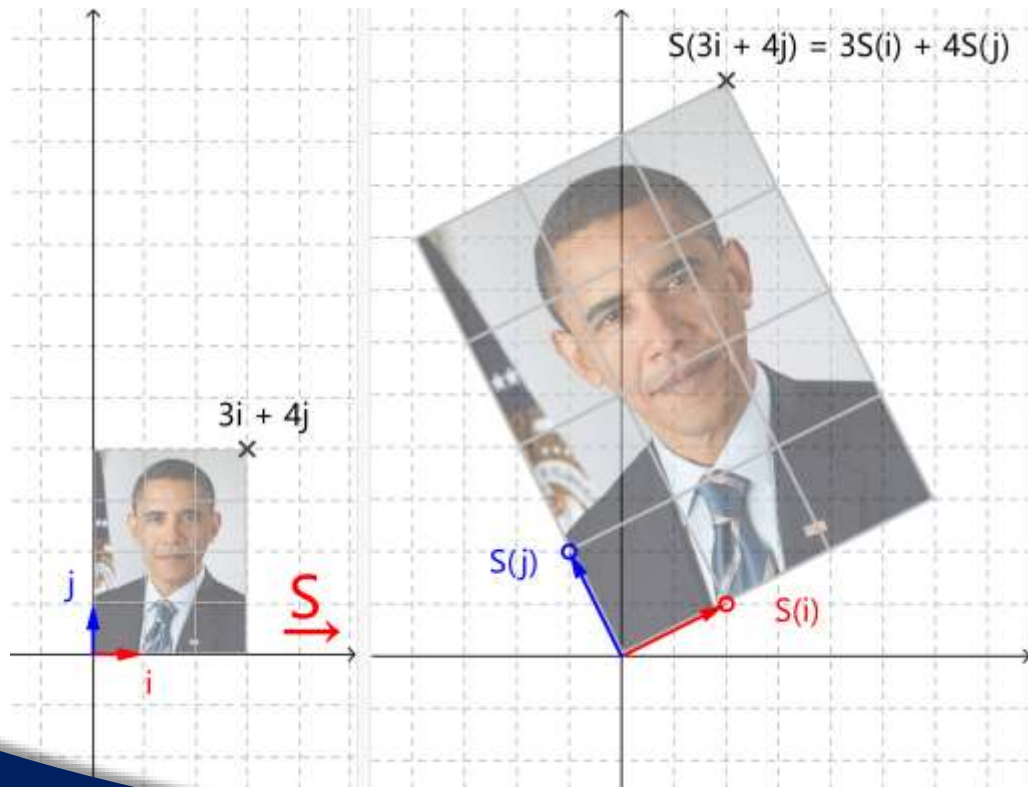 S(3i + 4j) = 3S(i) + 4S(j)
3i + 4j
S(j)
j
S
S(i)
i